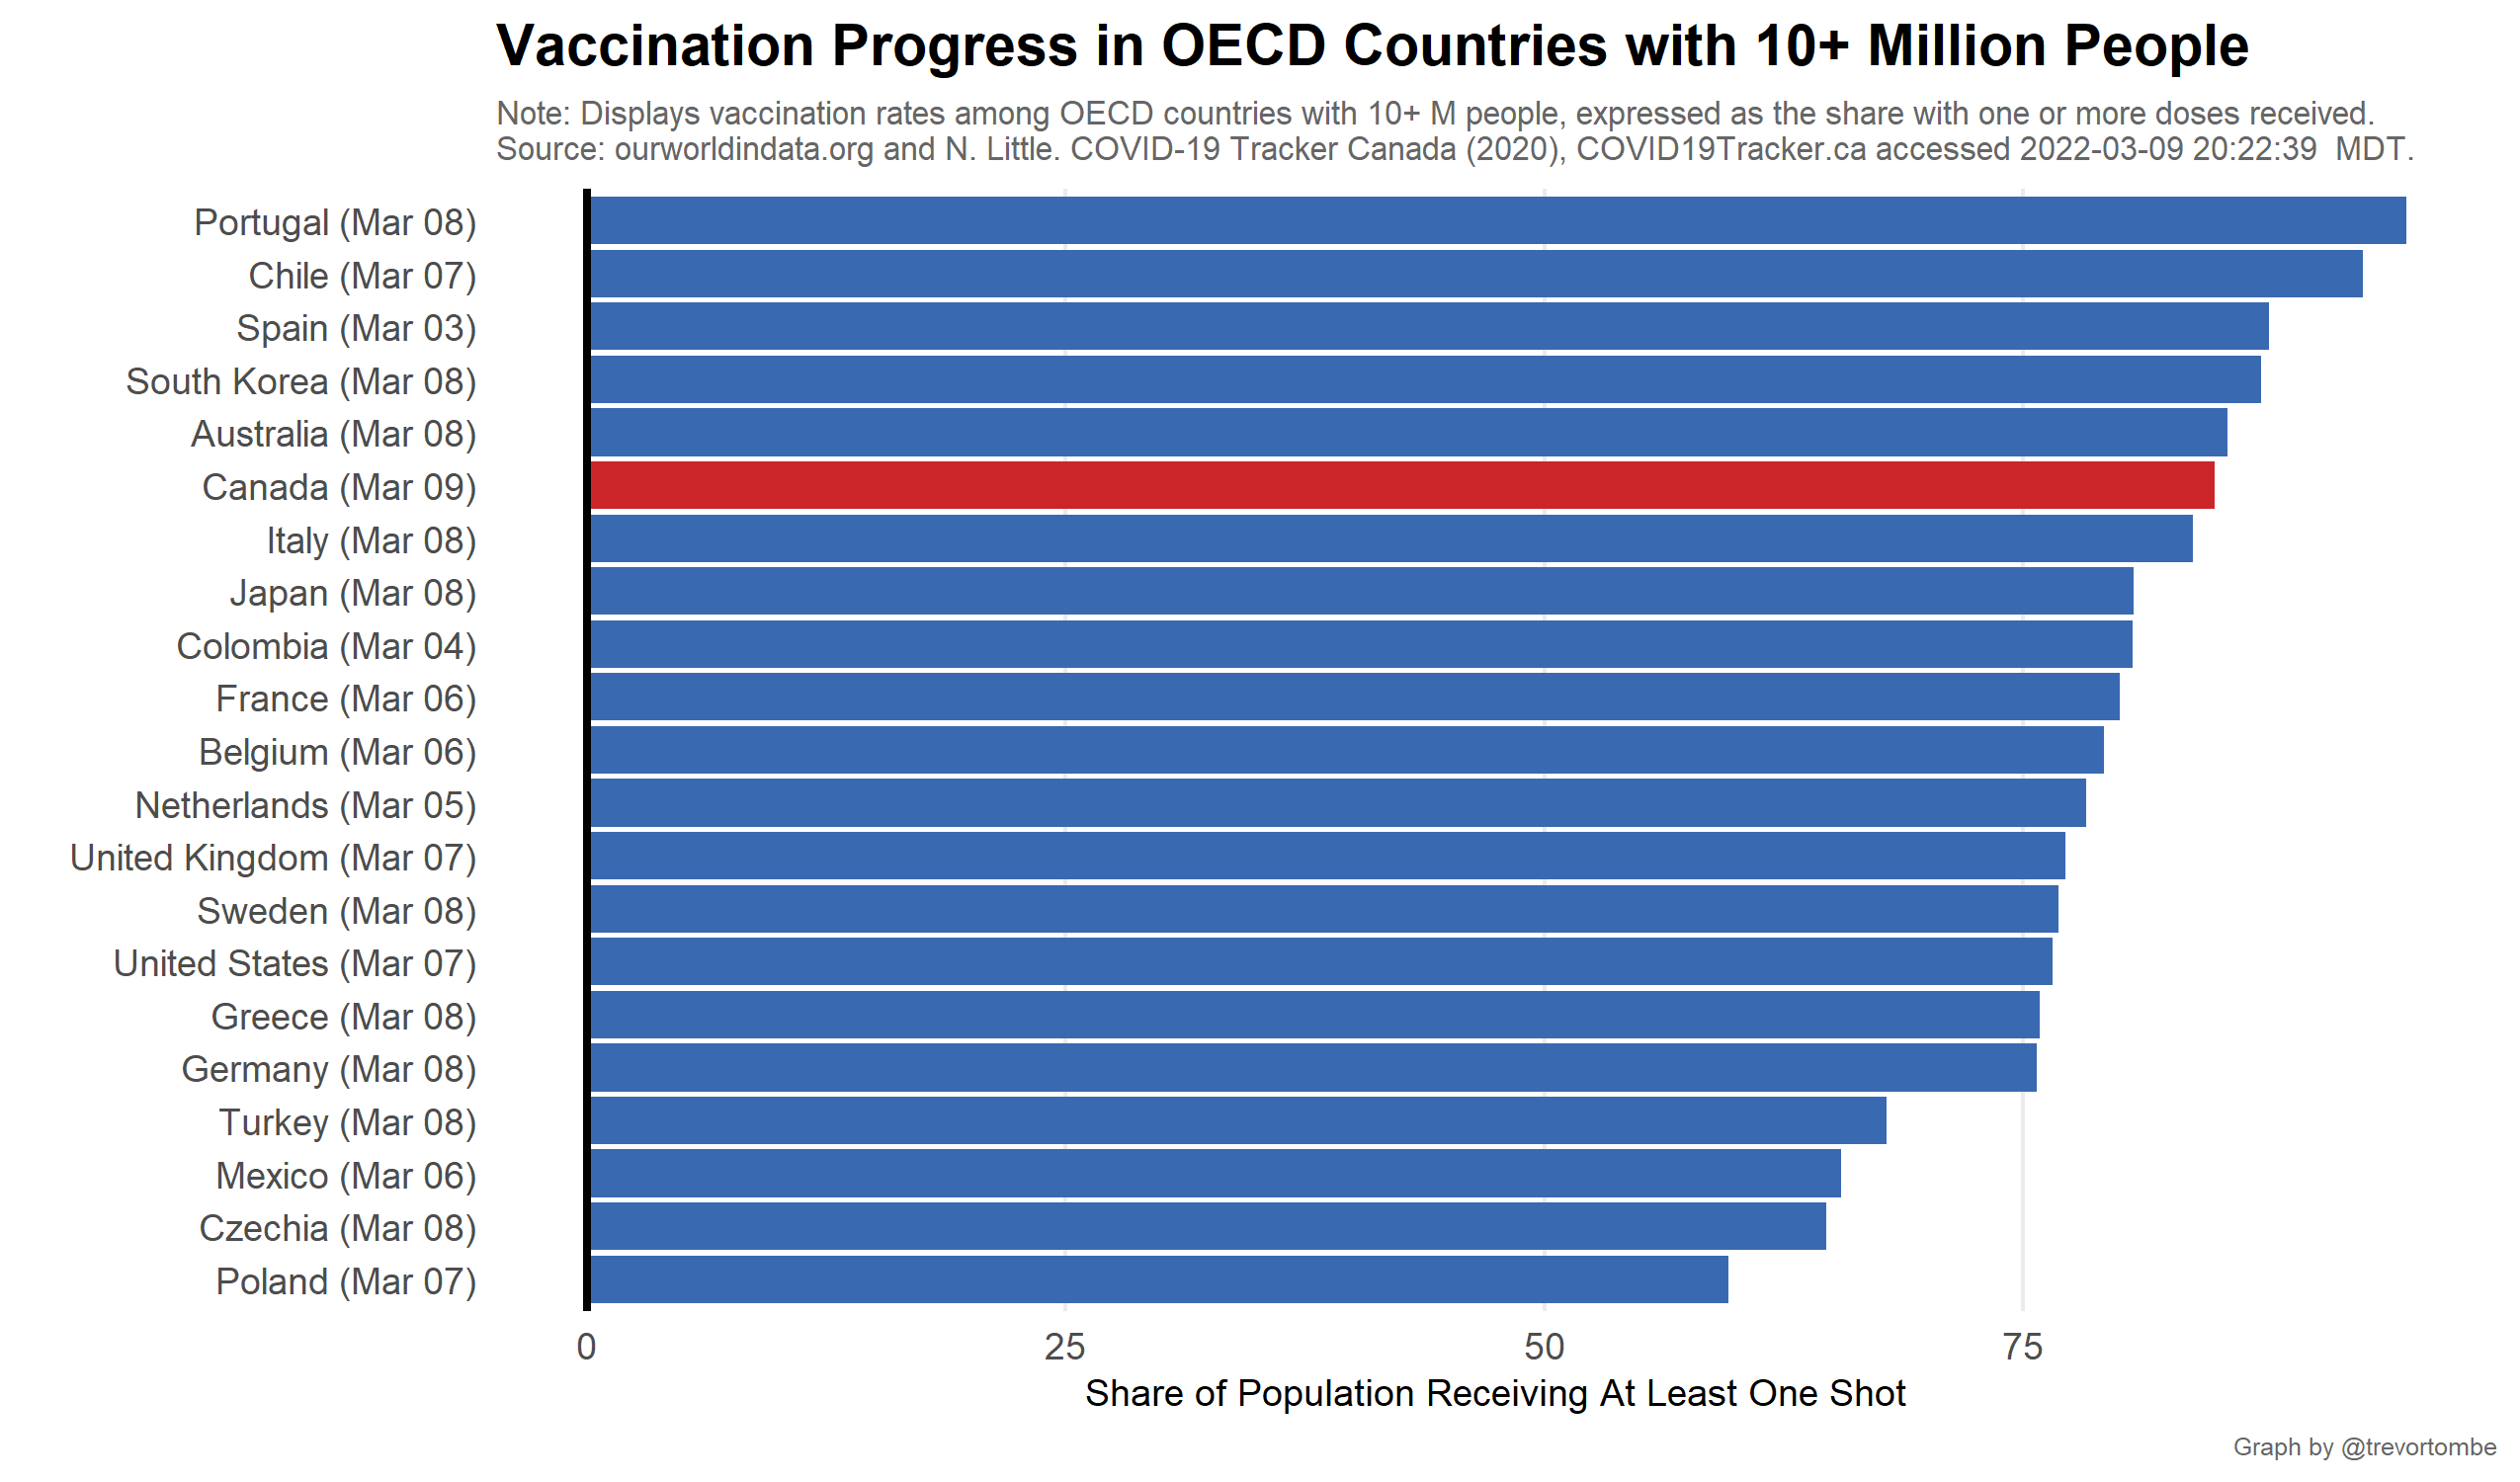 Vaccination Progress in OECD Countries with 10+ Million People
Note: Displays vaccination rates among OECD countries with 10+ M people, expressed as the share with one or more doses received.
Source: ourworldindata.org and N. Little. COVID-19 Tracker Canada (2020), COVID19Tracker.ca accessed 2022-03-09 20:22:39  MDT.
Portugal (Mar 08)
Chile (Mar 07)
Spain (Mar 03)
South Korea (Mar 08)
Australia (Mar 08)
Canada (Mar 09)
Italy (Mar 08)
Japan (Mar 08)
Colombia (Mar 04)
France (Mar 06)
Belgium (Mar 06)
Netherlands (Mar 05)
United Kingdom (Mar 07)
Sweden (Mar 08)
United States (Mar 07)
Greece (Mar 08)
Germany (Mar 08)
Turkey (Mar 08)
Mexico (Mar 06)
Czechia (Mar 08)
Poland (Mar 07)
0 25 50 75
Share of Population Receiving At Least One Shot
Graph by @trevortombe